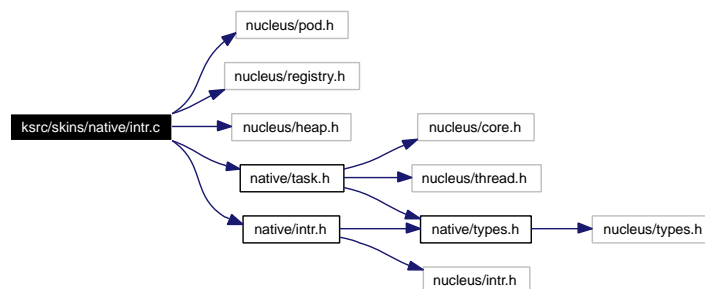 nucleus/pod.h
nucleus/registry.h
ksrc/skins/native/intr.c
nucleus/heap.h
nucleus/core.h
native/task.h
nucleus/thread.h
native/intr.h
native/types.h
nucleus/types.h
nucleus/intr.h